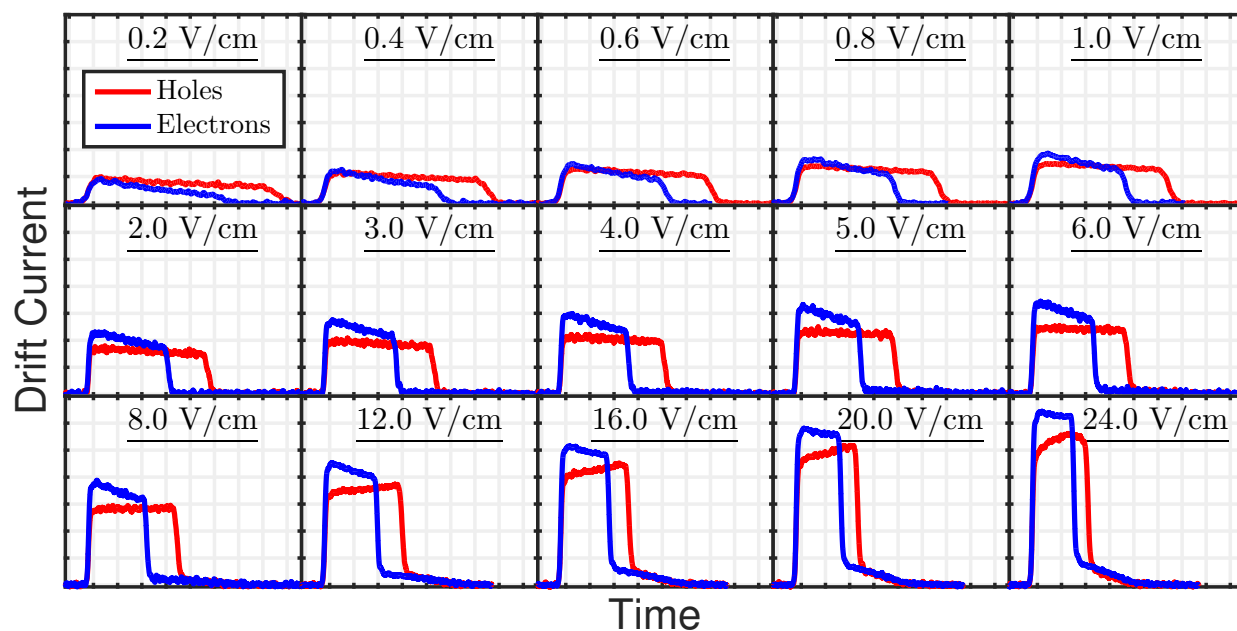 0.2 V/cm
0.4 V/cm
0.6 V/cm
0.8 V/cm
1.0 V/cm
Holes
Electrons
2.0 V/cm
3.0 V/cm
4.0 V/cm
5.0 V/cm
6.0 V/cm
8.0 V/cm
12.0 V/cm
16.0 V/cm
20.0 V/cm
24.0 V/cm
Drift Current
Time